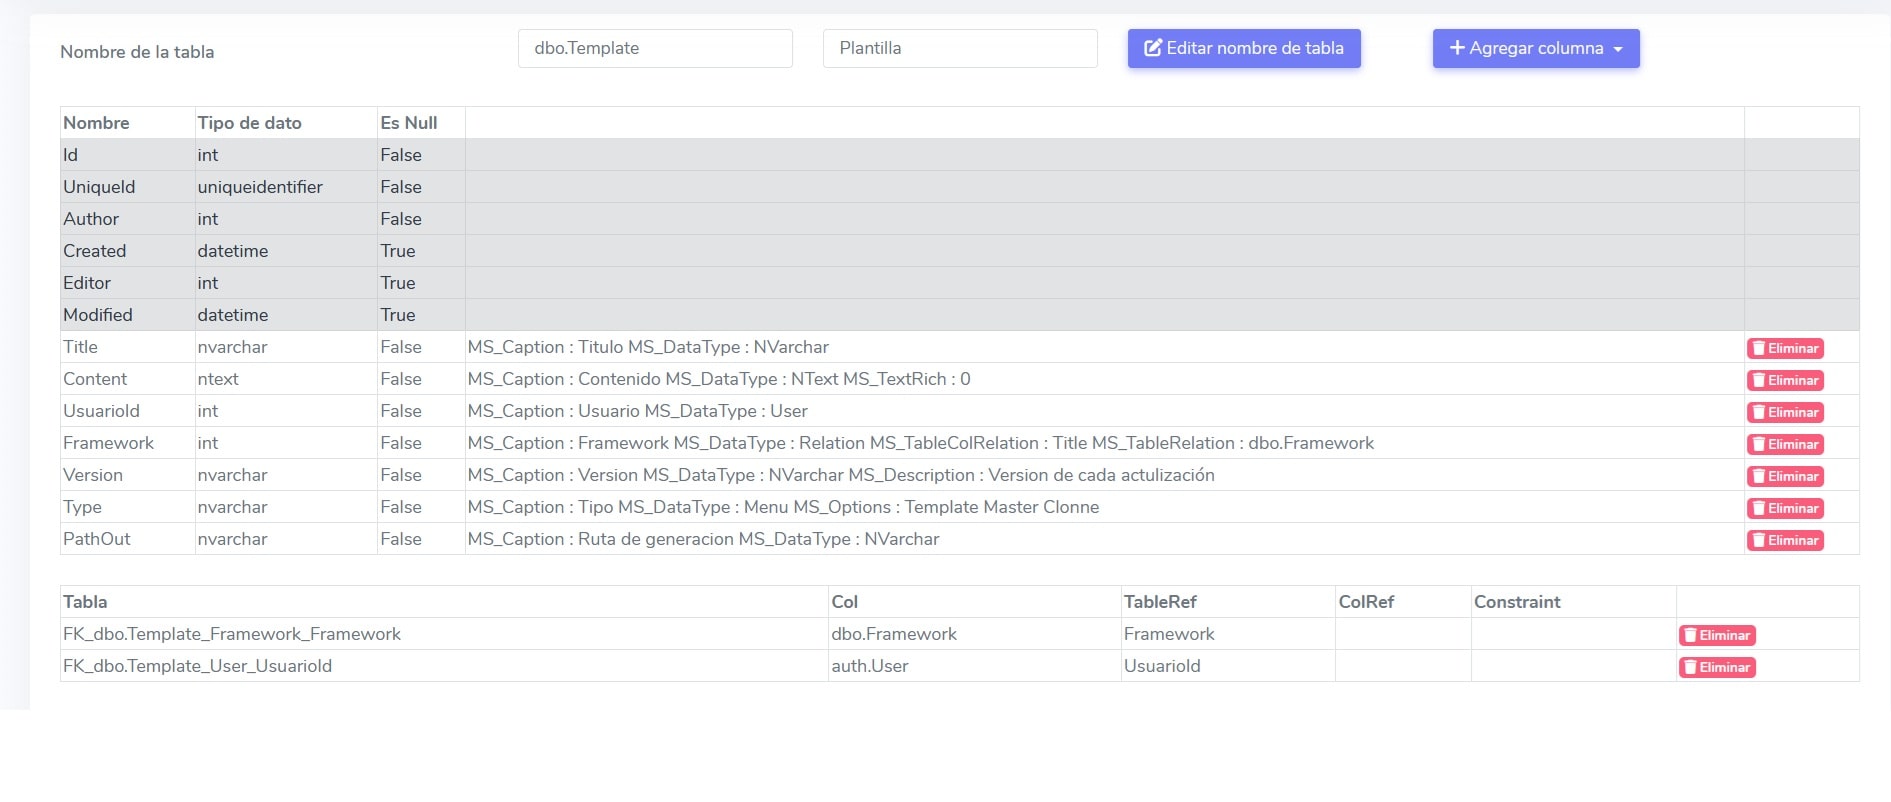 Nombre de la tabla dbo.Template Plantilla Editar nombre de tabla Agregar columna
Nombre Tipo de dato Es Null
Id int False
UniqueId uniqueidentifier False
Author int False
Created datetime True
Editor int True
Modified datetime True
Title nvarchar False MS_Caption : Titulo MS_DataType : NVarchar Eliminar
Content ntext False MS_Caption : Contenido MS_DataType : NText MS_TextRich : 0 Eliminar
UsuarioId int False MS_Caption : Usuario MS_DataType : User Eliminar
Framework int False MS_Caption : Framework MS_DataType : Relation MS_TableColRelation : Title MS_TableRelation : dbo.Framework Eliminar
Version nvarchar False MS_Caption : Version MS_DataType : NVarchar MS_Description : Version de cada actulización Eliminar
Type nvarchar False MS_Caption : Tipo MS_DataType : Menu MS_Options : Template Master Clonne Eliminar
PathOut nvarchar False MS_Caption : Ruta de generacion MS_DataType : NVarchar Eliminar
Tabla Col TableRef ColRef Constraint
FK_dbo.Template_Framework_Framework dbo.Framework Framework Eliminar
FK_dbo.Template_User_UsuarioId auth.User UsuarioId Eliminar